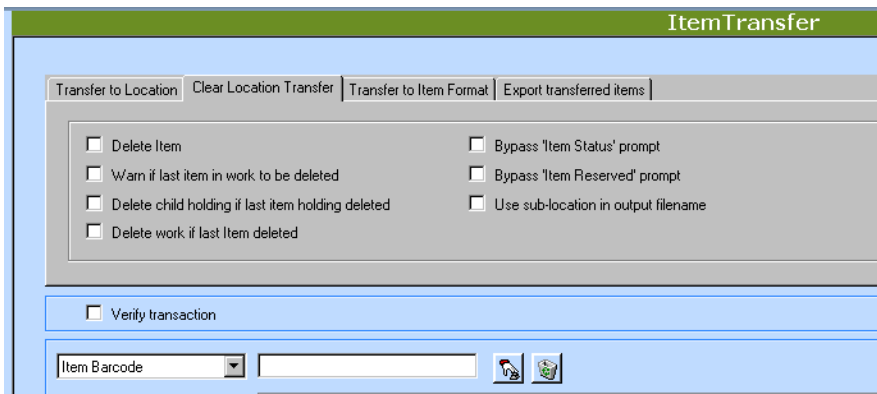 ItemTransfer
Transfer to Location Clear Location Transfer Transfer to Item Format Export transferred items
Delete Item Bypass 'Item Status' prompt
Warn if last item in work to be deleted Bypass 'Item Reserved' prompt
Delete child holding if last item holding deleted Use sub-location in output filename
Delete work if last Item deleted
Verify transaction
Item Barcode